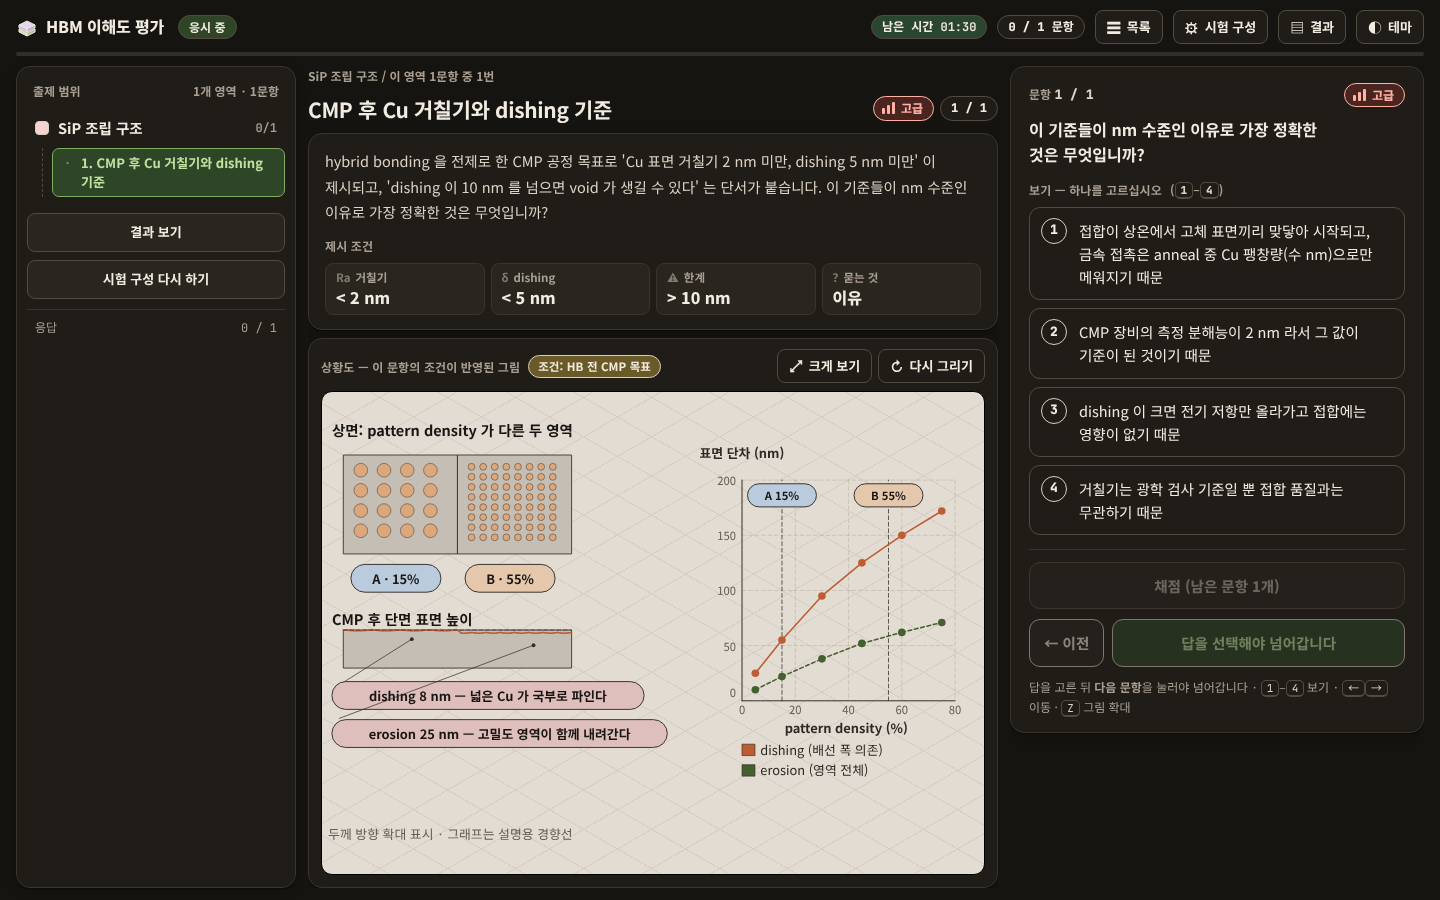 HBM 이해도 평가
응시 중
남은 시간 01:30
0 / 1 문항
목록
시험 구성
결과
테마
출제 범위
1개 영역 · 1문항
SiP 조립 구조
0/1
1. CMP 후 Cu 거칠기와 dishing
기준
결과 보기
시험 구성 다시 하기
응답
0 / 1
SiP 조립 구조 / 이 영역 1문항 중 1번
CMP 후 Cu 거칠기와 dishing 기준
고급
1 / 1
hybrid bonding 을 전제로 한 CMP 공정 목표로 'Cu 표면 거칠기 2 nm 미만, dishing 5 nm 미만' 이
제시되고, 'dishing 이 10 nm 를 넘으면 void 가 생길 수 있다' 는 단서가 붙습니다. 이 기준들이 nm 수준인
이유로 가장 정확한 것은 무엇입니까?
제시 조건
Ra 거칠기
< 2 nm
δ dishing
< 5 nm
▲ 한계
> 10 nm
? 묻는 것
이유
상황도 — 이 문항의 조건이 반영된 그림
조건: HB 전 CMP 목표
크게 보기
다시 그리기
상면: pattern density 가 다른 두 영역
A · 15%
B · 55%
CMP 후 단면 표면 높이
dishing 8 nm — 넓은 Cu 가 국부로 파인다
erosion 25 nm — 고밀도 영역이 함께 내려간다
표면 단차 (nm)
200
150
100
50
0
A 15%
B 55%
0 20 40 60 80
pattern density (%)
dishing (배선 폭 의존)
erosion (영역 전체)
두께 방향 확대 표시 · 그래프는 설명용 경향선
문항 1 / 1
고급
이 기준들이 nm 수준인 이유로 가장 정확한
것은 무엇입니까?
보기 — 하나를 고르십시오 (1–4)
1
접합이 상온에서 고체 표면끼리 맞닿아 시작되고,
금속 접촉은 anneal 중 Cu 팽창량(수 nm)으로만
메워지기 때문
2
CMP 장비의 측정 분해능이 2 nm 라서 그 값이
기준이 된 것이기 때문
3
dishing 이 크면 전기 저항만 올라가고 접합에는
영향이 없기 때문
4
거칠기는 광학 검사 기준일 뿐 접합 품질과는
무관하기 때문
채점 (남은 문항 1개)
← 이전
답을 선택해야 넘어갑니다
답을 고른 뒤 다음 문항을 눌러야 넘어갑니다 · 1–4 보기 · ← →
이동 · Z 그림 확대